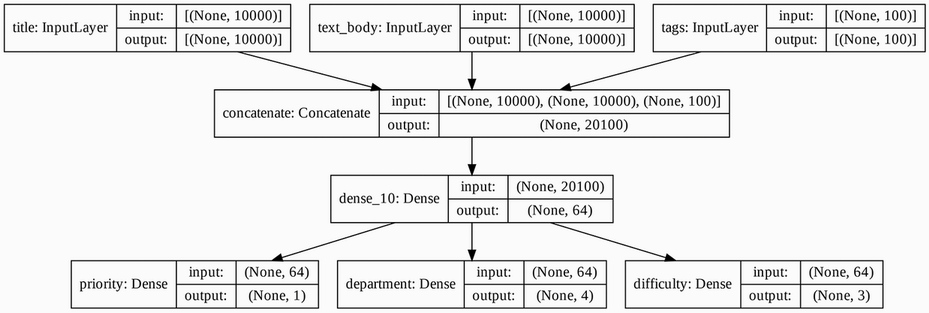 title: InputLayer input: [(None, 10000)] output: [(None, 10000)]
text_body: InputLayer input: [(None, 10000)] output: [(None, 10000)]
tags: InputLayer input: [(None, 100)] output: [(None, 100)]
concatenate: Concatenate input: [(None, 10000), (None, 10000), (None, 100)] output: (None, 20100)
dense_10: Dense input: (None, 20100) output: (None, 64)
priority: Dense input: (None, 64) output: (None, 1)
department: Dense input: (None, 64) output: (None, 4)
difficulty: Dense input: (None, 64) output: (None, 3)